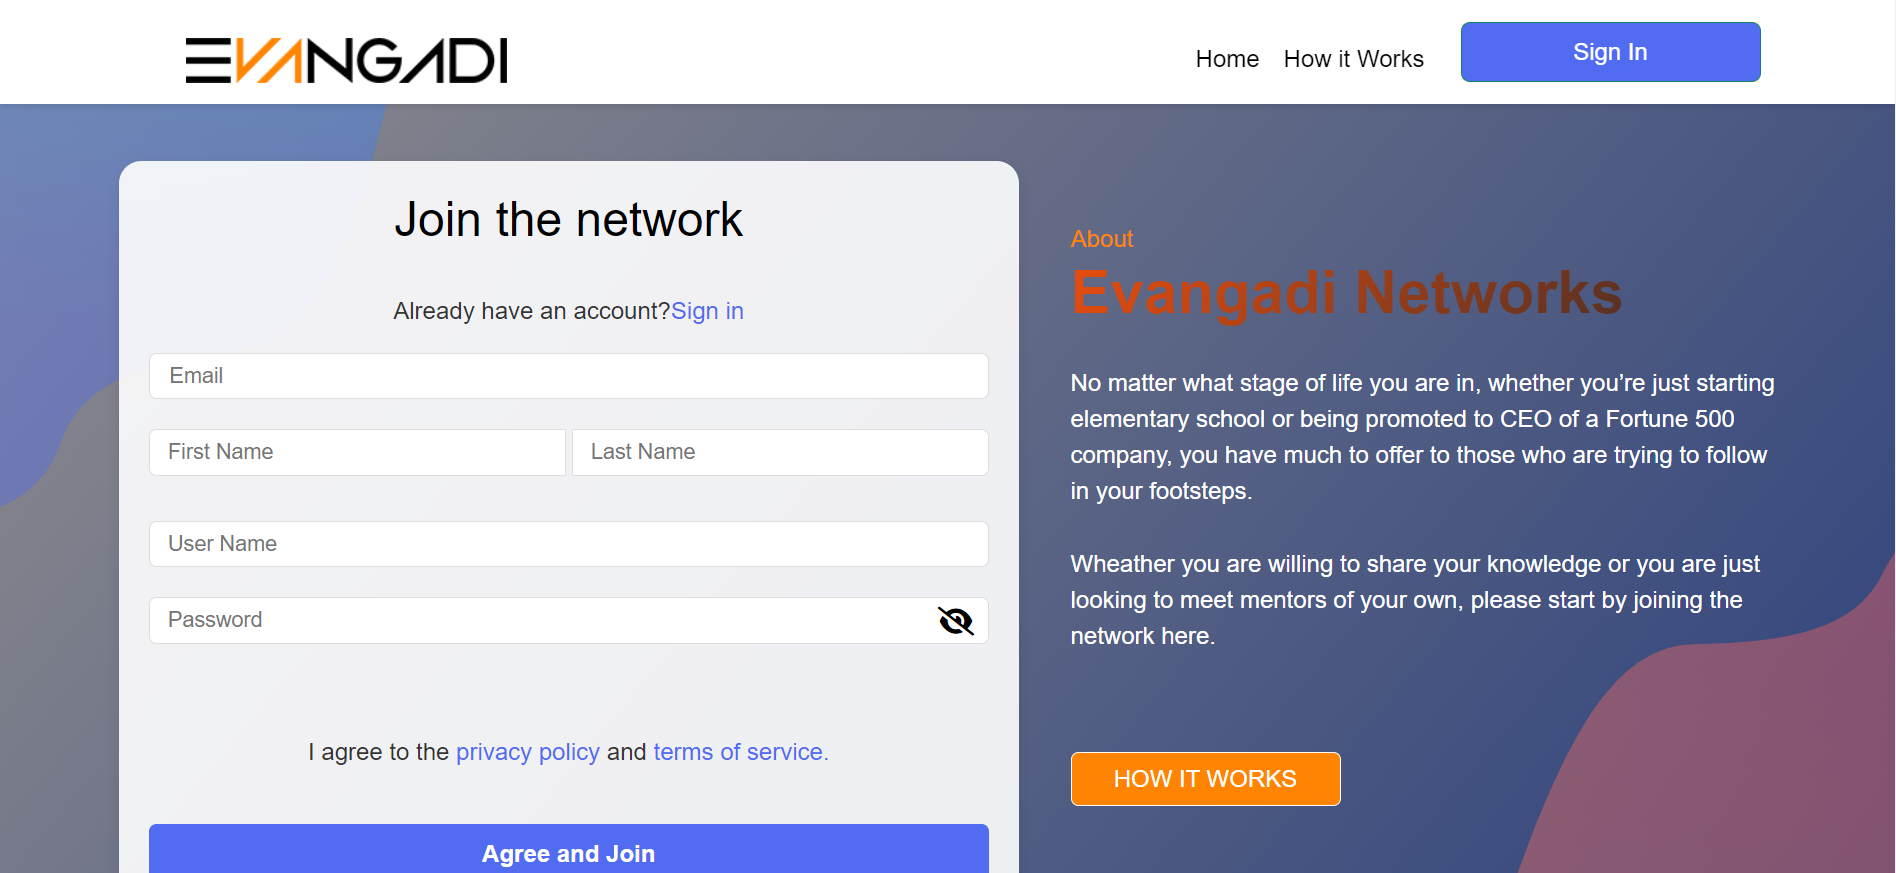 EVANGADI
Home How it Works Sign In
Join the network
Already have an account?Sign in
Email
First Name Last Name
User Name
Password
I agree to the privacy policy and terms of service.
Agree and Join
About
Evangadi Networks
No matter what stage of life you are in, whether you’re just starting
elementary school or being promoted to CEO of a Fortune 500
company, you have much to offer to those who are trying to follow
in your footsteps.
Wheather you are willing to share your knowledge or you are just
looking to meet mentors of your own, please start by joining the
network here.
HOW IT WORKS